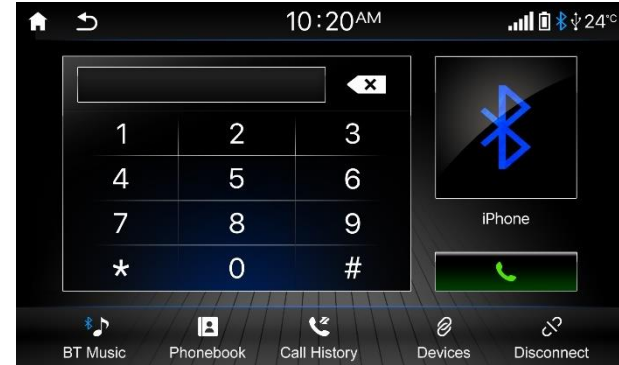 10:20AM 24°C
1 2 3
4 5 6
7 8 9
* 0 #
iPhone
BT Music Phonebook Call History Devices Disconnect